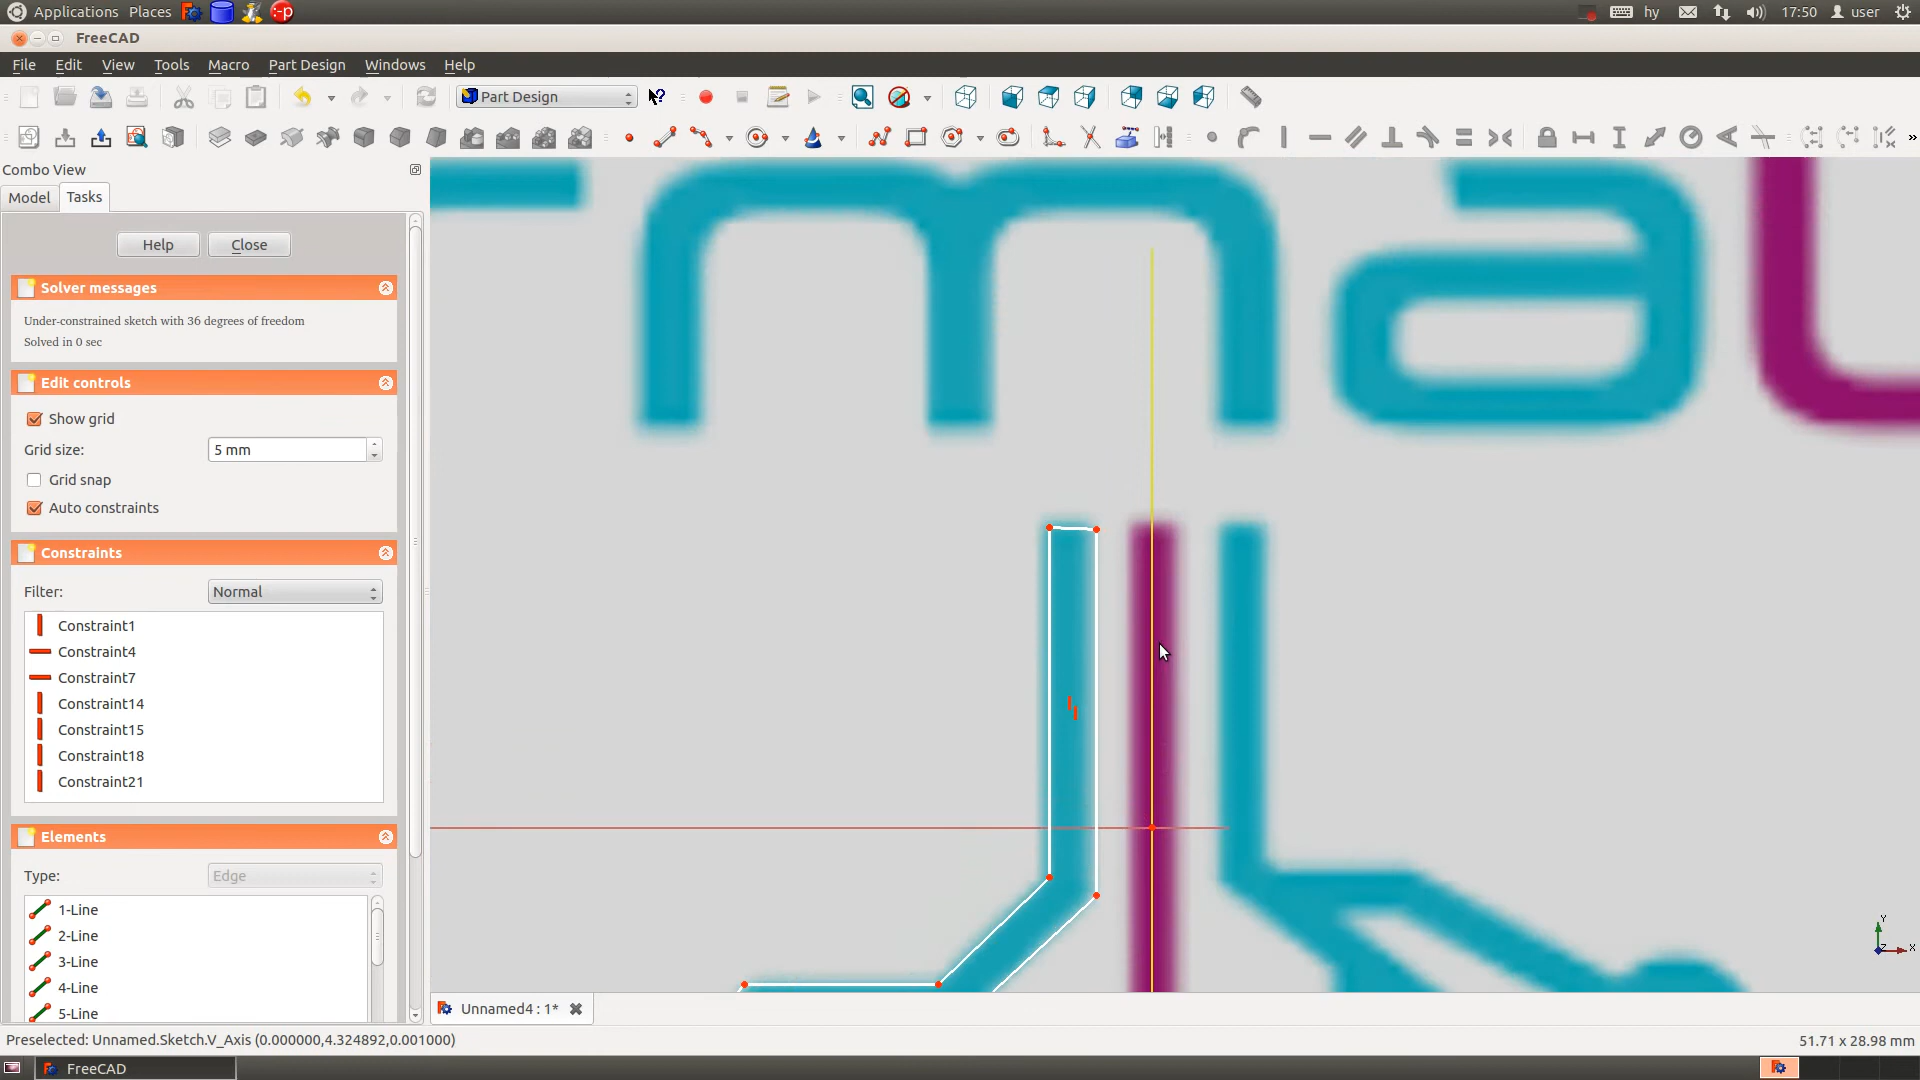 Applications Places hy 17:50 user
FreeCAD
File Edit View Tools Macro Part Design Windows Help
Part Design
Combo View
Model Tasks
Help Close
Solver messages
Under-constrained sketch with 36 degrees of freedom
Solved in 0 sec
Edit controls
Show grid
Grid size: 5 mm
Grid snap
Auto constraints
Constraints
Filter: Normal
Constraint1
Constraint4
Constraint7
Constraint14
Constraint15
Constraint18
Constraint21
Elements
Type: Edge
1-Line
2-Line
3-Line
4-Line
5-Line
ma
Y
Z X
Unnamed4 : 1*
Preselected: Unnamed.Sketch.V_Axis (0.000000,4.324892,0.001000) 51.71 x 28.98 mm
FreeCAD